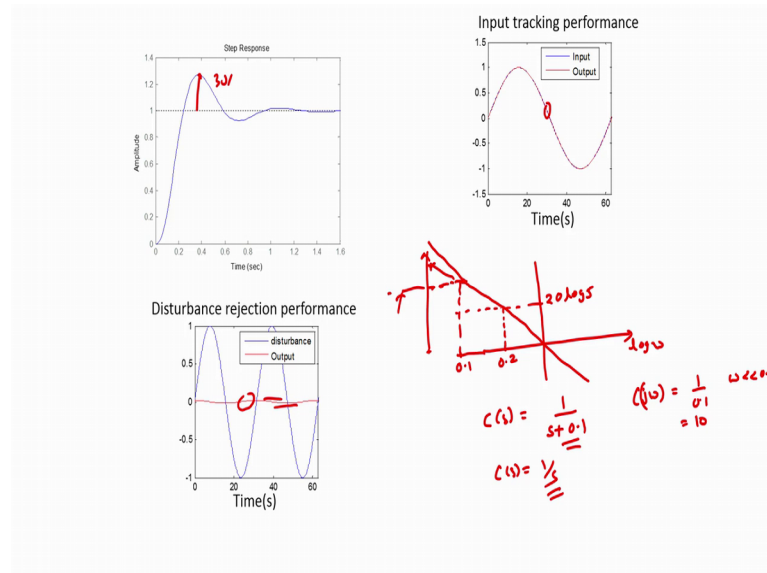 Input tracking performance
Step Response
1.4
1.2
1
0.8
0.6
0.4
0.2
0
Amplitude
0 0.2 0.4 0.6 0.8 1 1.2 1.4 1.6
Time (sec)
1.5
1
0.5
0
-0.5
-1
-1.5
Input
Output
0 20 40 60
Time(s)
Disturbance rejection performance
1
0.5
0
-0.5
-1
disturbance
Output
0 20 40 60
Time(s)
20log5
logω
0.1 0.2
C(s) = 1/(s+0.1)
C(s) = 1/s
C(jω) = 1/0.1
= 10